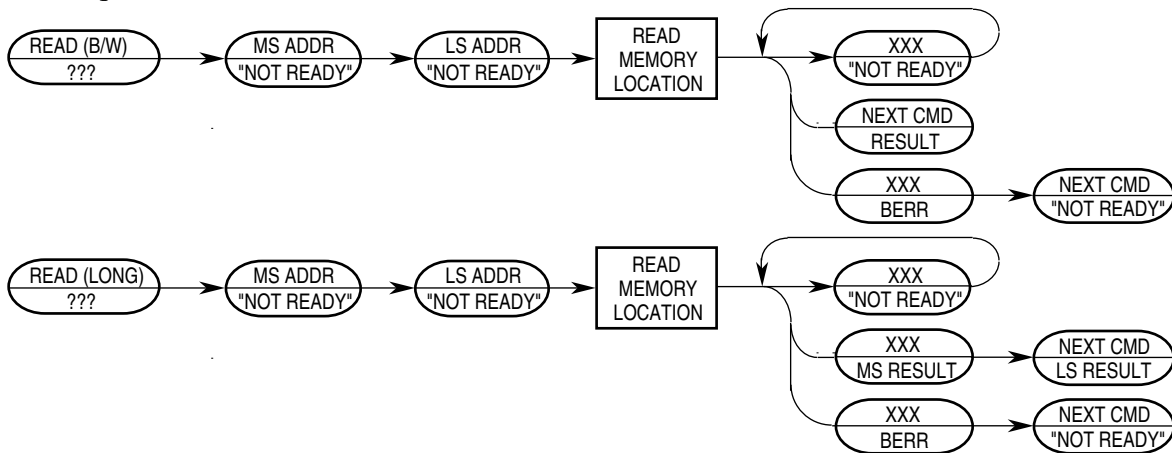 READ (B/W)
???
MS ADDR
"NOT READY"
LS ADDR
"NOT READY"
READ
MEMORY
LOCATION
XXX
"NOT READY"
NEXT CMD
RESULT
XXX
BERR
NEXT CMD
"NOT READY"
READ (LONG)
???
MS ADDR
"NOT READY"
LS ADDR
"NOT READY"
READ
MEMORY
LOCATION
XXX
"NOT READY"
XXX
MS RESULT
NEXT CMD
LS RESULT
XXX
BERR
NEXT CMD
"NOT READY"